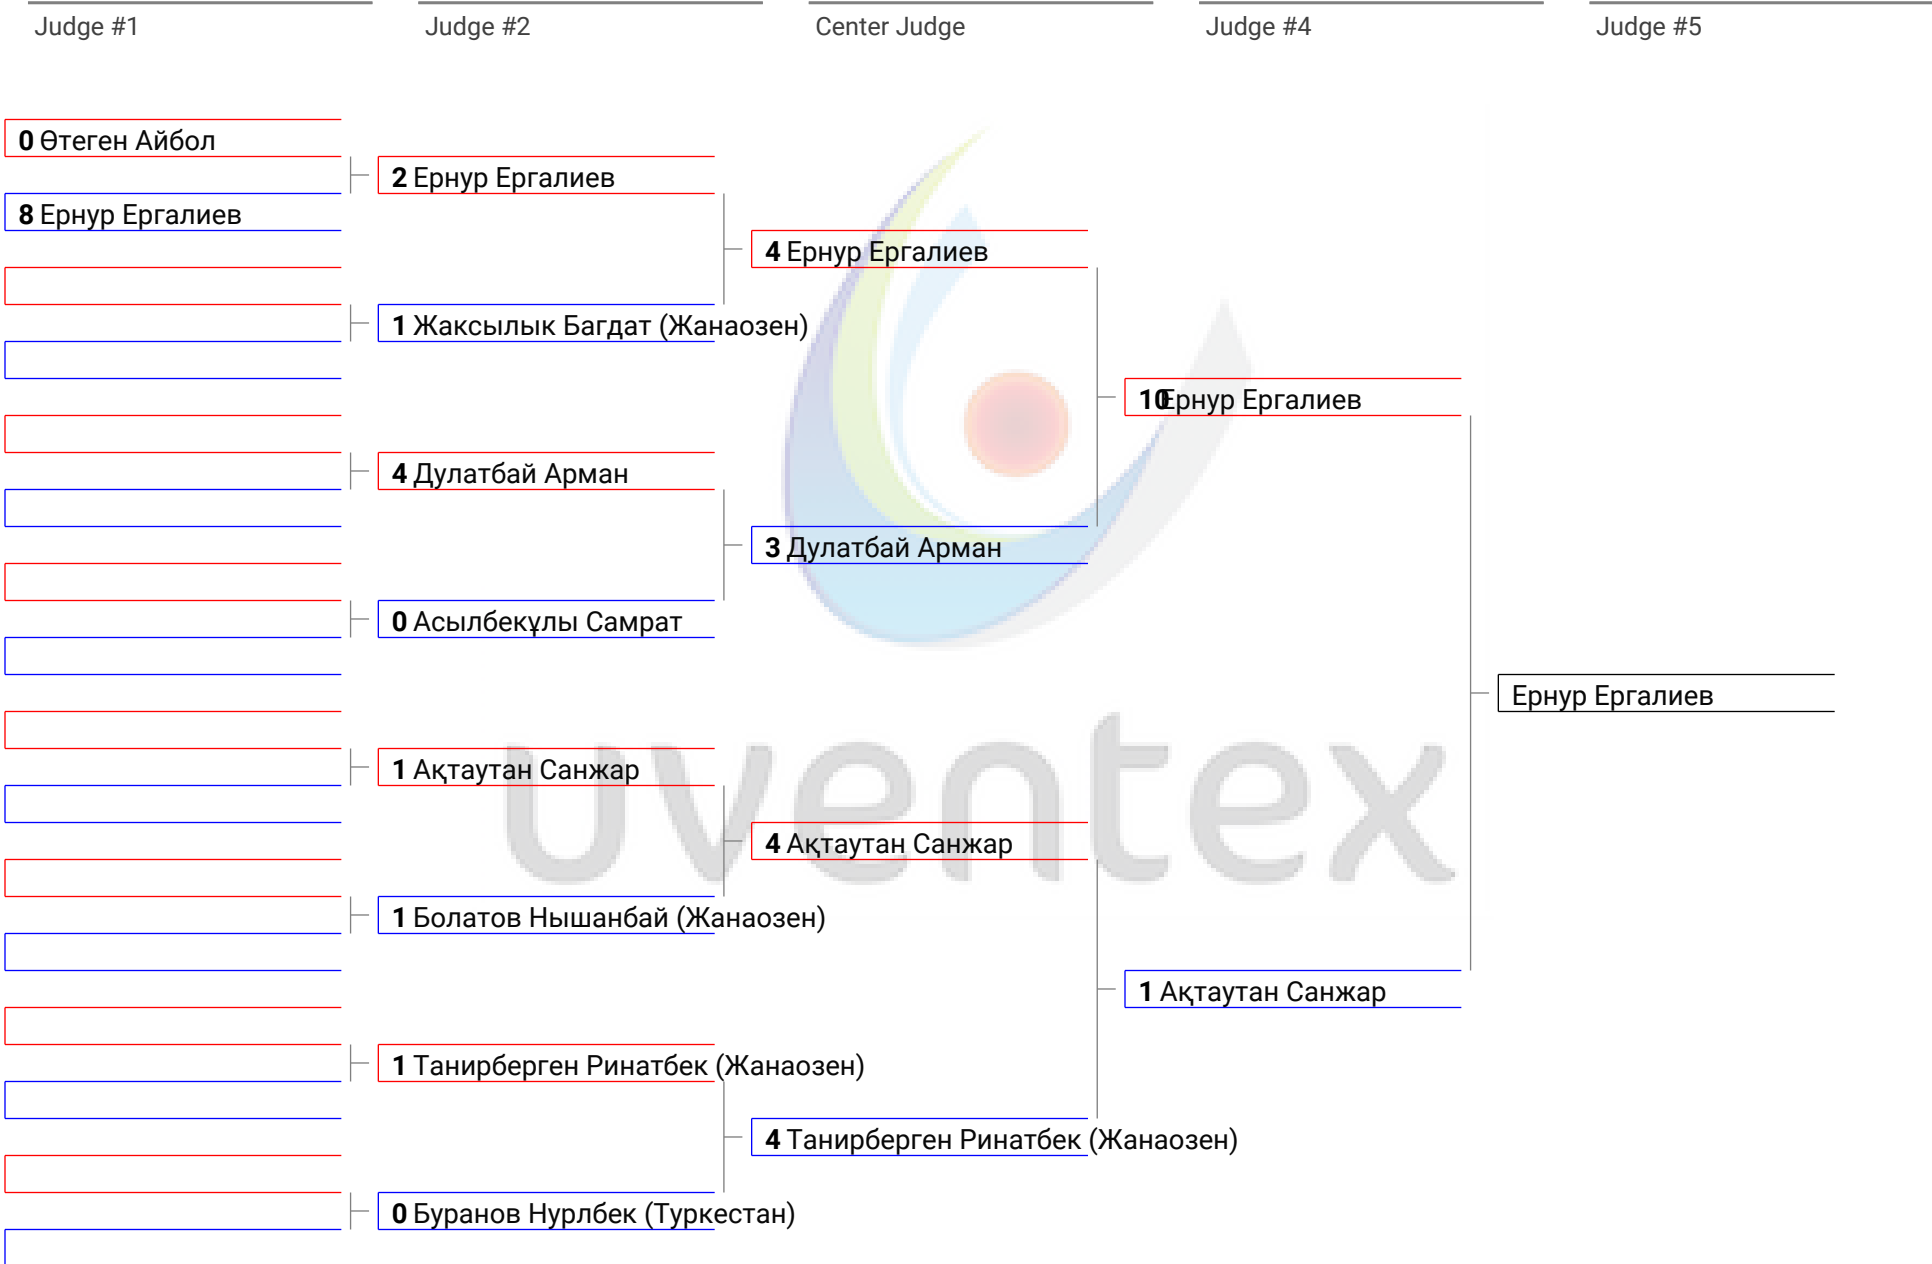 Judge #1
Judge #2
Center Judge
Judge #4
Judge #5
0 Өтеген Айбол
2 Ернур Ергалиев
8 Ернур Ергалиев
4 Ернур Ергалиев
1 Жаксылык Багдат (Жанаозен)
10 Ернур Ергалиев
4 Дулатбай Арман
3 Дулатбай Арман
0 Асылбекұлы Самрат
Ернур Ергалиев
1 Ақтаутан Санжар
uventex
4 Ақтаутан Санжар
1 Болатов Нышанбай (Жанаозен)
1 Ақтаутан Санжар
1 Танирберген Ринатбек (Жанаозен)
4 Танирберген Ринатбек (Жанаозен)
0 Буранов Нурлбек (Туркестан)